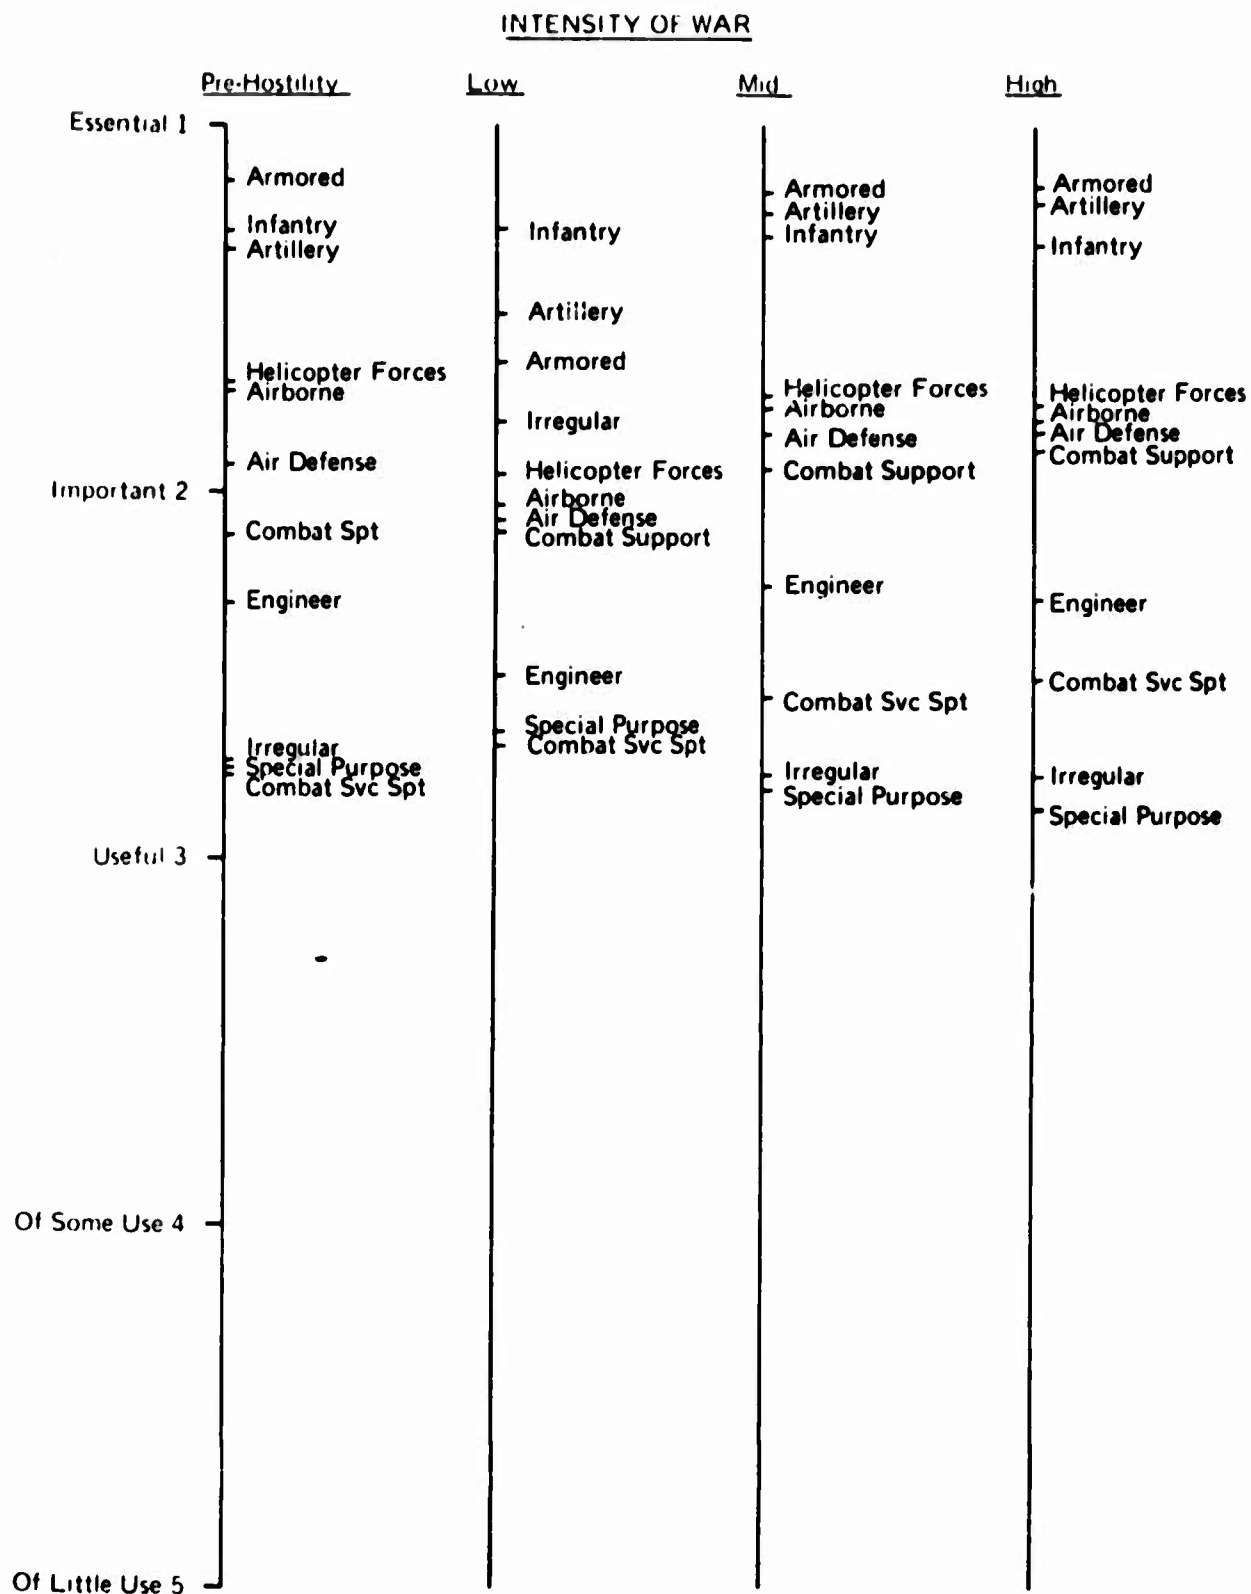 INTENSITY OF WAR
Pre-Hostility
Low
Mid
High
Essential 1
Important 2
Useful 3
Of Some Use 4
Of Little Use 5
Armored
Infantry
Artillery
Helicopter Forces
Airborne
Air Defense
Combat Spt
Engineer
Irregular
Special Purpose
Combat Svc Spt
Infantry
Artillery
Armored
Irregular
Helicopter Forces
Airborne
Air Defense
Combat Support
Engineer
Special Purpose
Combat Svc Spt
Armored
Artillery
Infantry
Helicopter Forces
Airborne
Air Defense
Combat Support
Engineer
Combat Svc Spt
Irregular
Special Purpose
Armored
Artillery
Infantry
Helicopter Forces
Airborne
Air Defense
Combat Support
Engineer
Combat Svc Spt
Irregular
Special Purpose